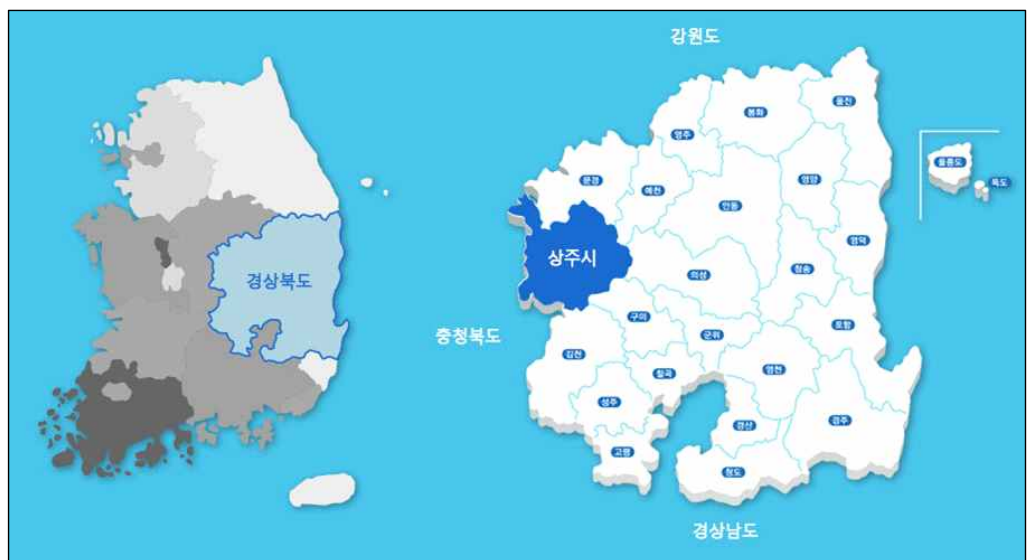 강원도
울진
봉화
영주
울릉도
독도
문경
예천
영양
안동
영덕
상주시
의성
청송
경상북도
구미
군위
포항
충청북도
김천
칠곡
영천
성주
경산
경주
고령
청도
경상남도